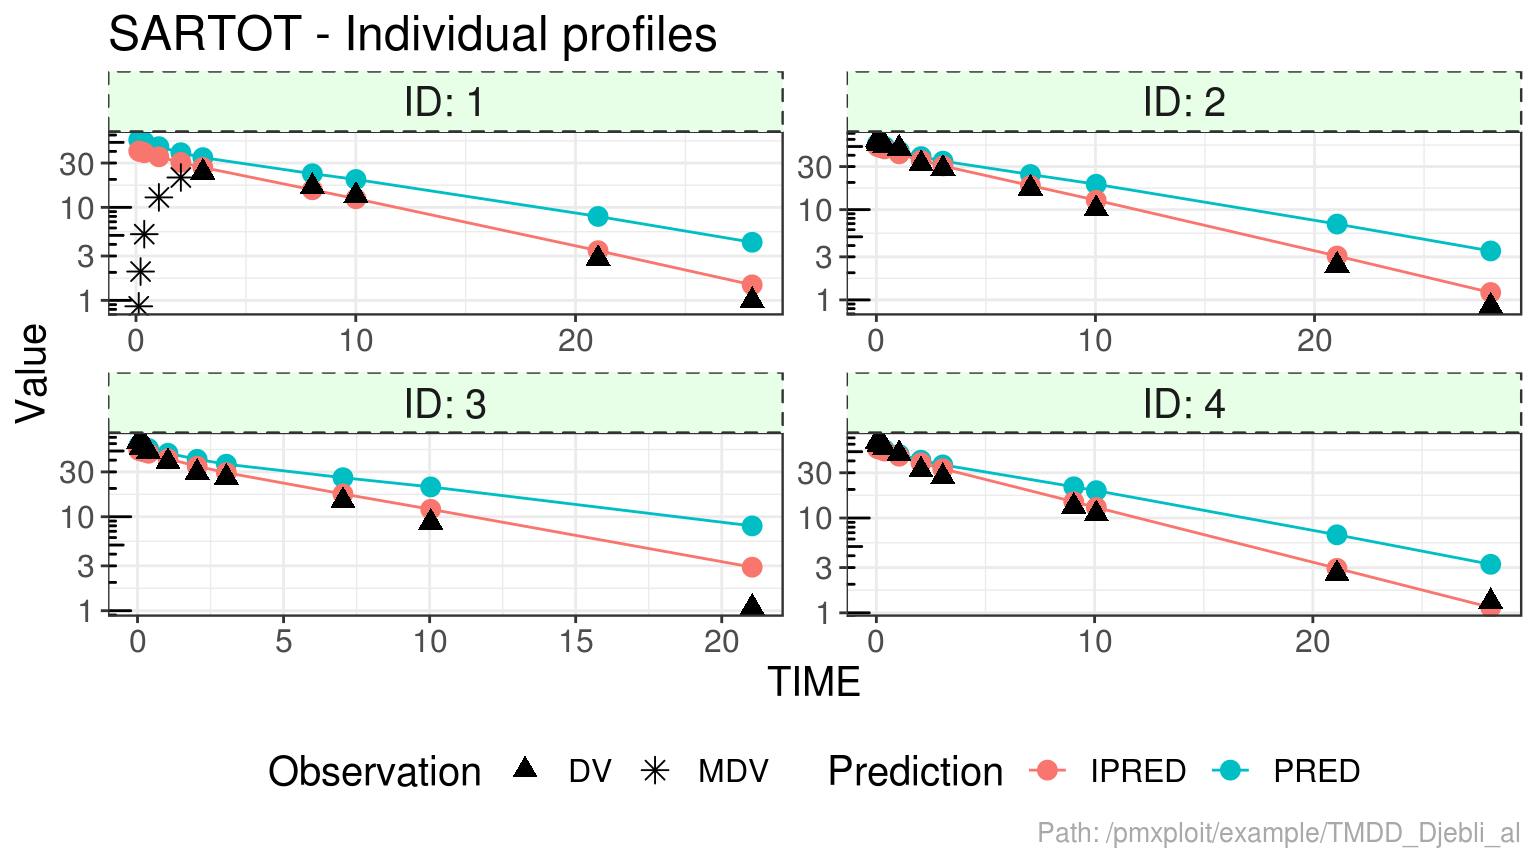 SARTOT - Individual profiles
ID: 1
30
10
3
1
0 10 20
ID: 2
30
10
3
1
0 10 20
Value
ID: 3
30
10
3
1
0 5 10 15 20
ID: 4
30
10
3
1
0 10 20
TIME
Observation DV MDV Prediction IPRED PRED
Path: /pmxploit/example/TMDD_Djebli_al